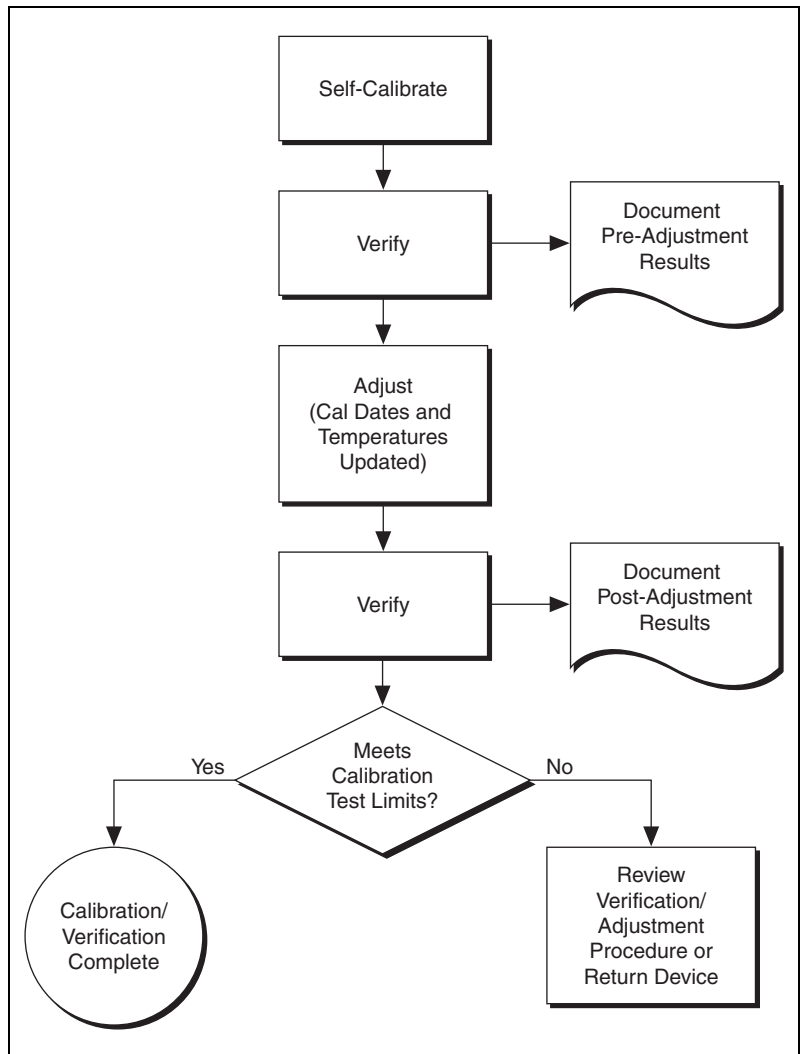 Self-Calibrate
Verify
Document
Pre-Adjustment
Results
Adjust
(Cal Dates and
Temperatures
Updated)
Verify
Document
Post-Adjustment
Results
Meets
Calibration
Test Limits?
Yes
No
Calibration/
Verification
Complete
Review
Verification/
Adjustment
Procedure or
Return Device